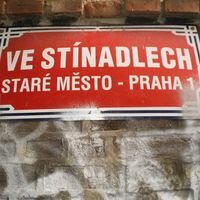 VE STÍNADLECH
STARÉ MĚSTO - PRAHA 1